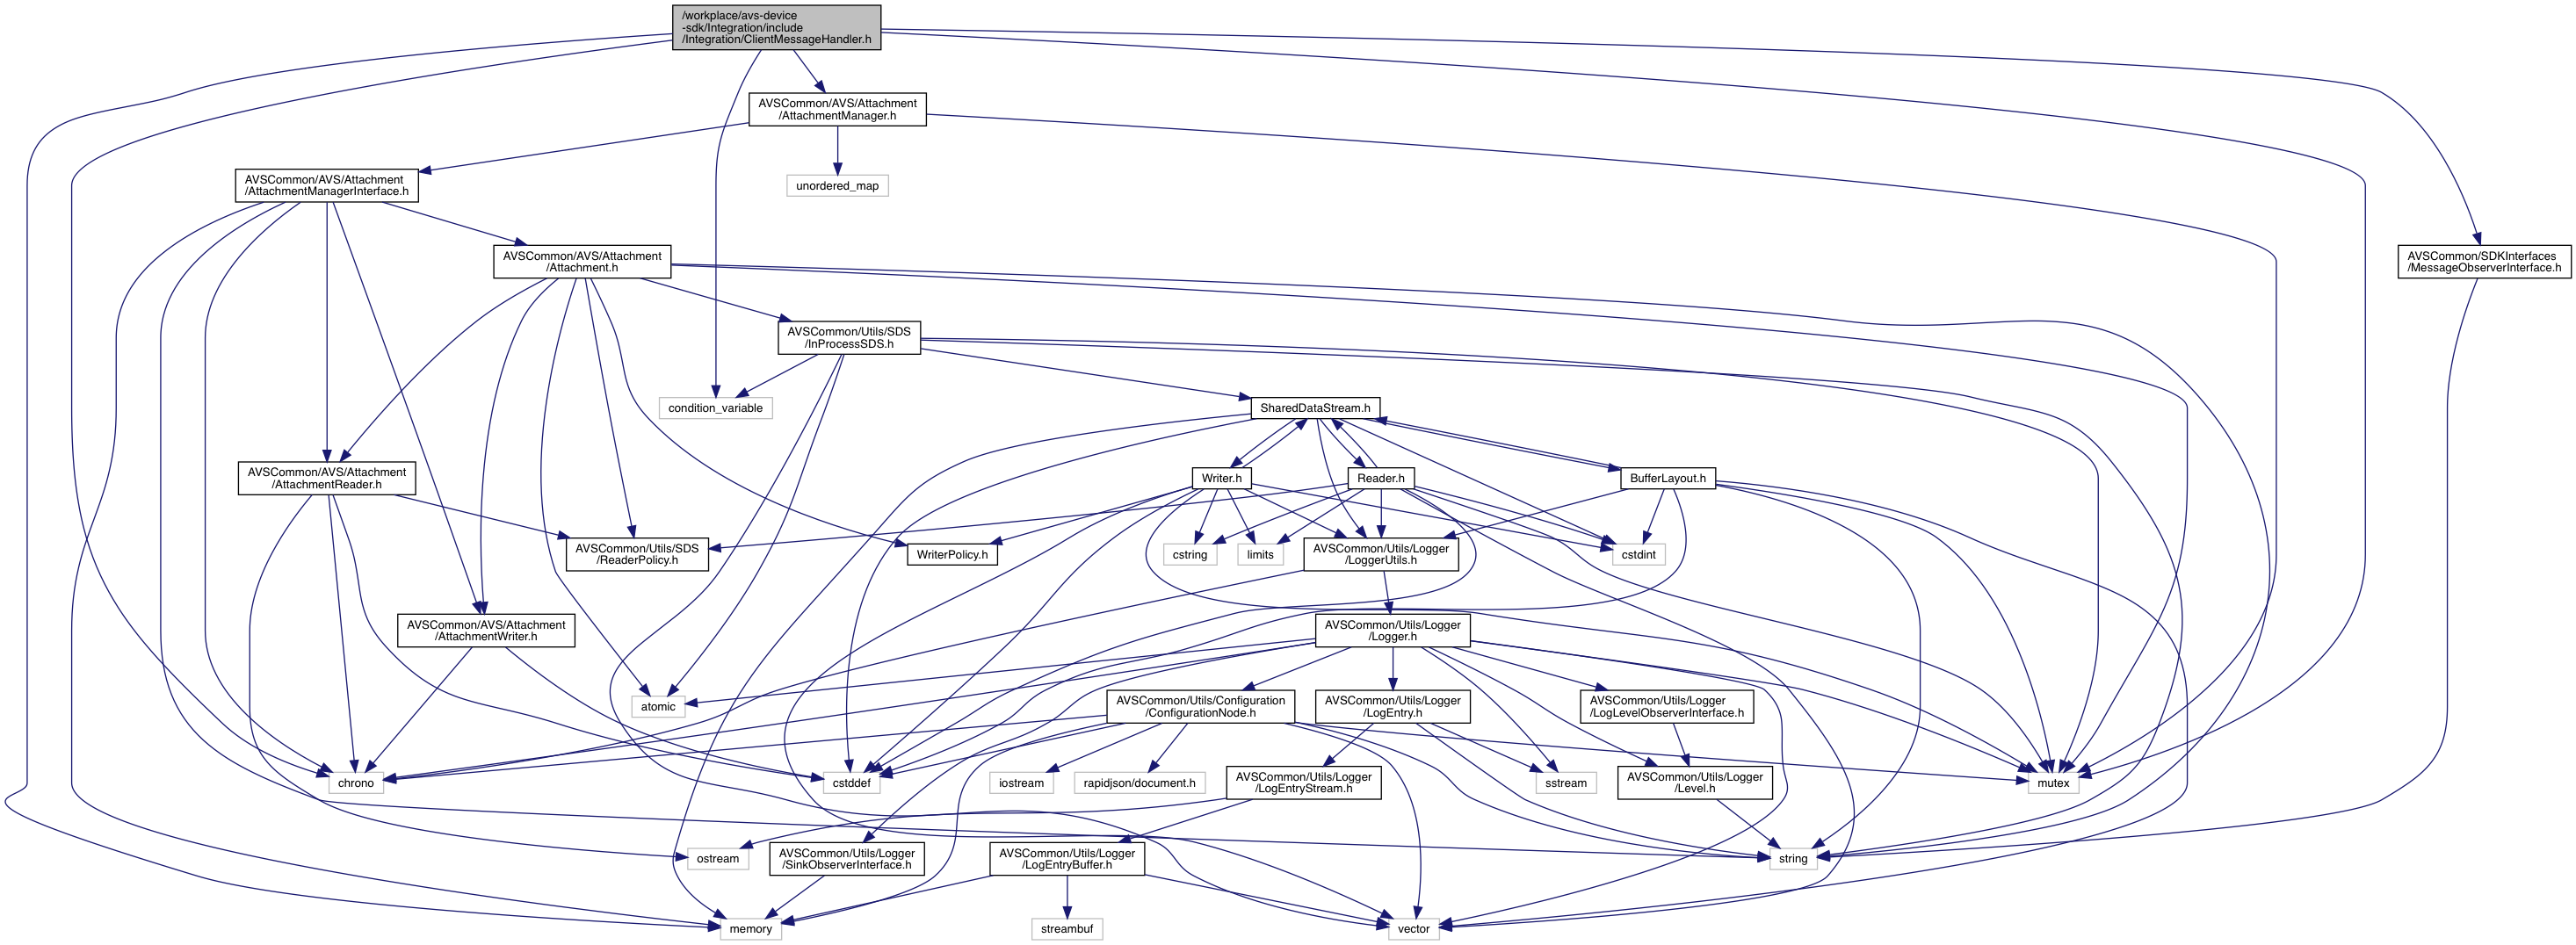 /workplace/avs-device
-sdk/Integration/include
/Integration/ClientMessageHandler.h
AVSCommon/AVS/Attachment
/AttachmentManager.h
AVSCommon/AVS/Attachment
/AttachmentManagerInterface.h
unordered_map
AVSCommon/AVS/Attachment
/Attachment.h
AVSCommon/SDKInterfaces
/MessageObserverInterface.h
AVSCommon/Utils/SDS
/InProcessSDS.h
condition_variable
SharedDataStream.h
AVSCommon/AVS/Attachment
/AttachmentReader.h
Writer.h
Reader.h
BufferLayout.h
AVSCommon/Utils/SDS
/ReaderPolicy.h
WriterPolicy.h
cstring
limits
AVSCommon/Utils/Logger
/LoggerUtils.h
cstdint
AVSCommon/AVS/Attachment
/AttachmentWriter.h
AVSCommon/Utils/Logger
/Logger.h
atomic
AVSCommon/Utils/Configuration
/ConfigurationNode.h
AVSCommon/Utils/Logger
/LogEntry.h
AVSCommon/Utils/Logger
/LogLevelObserverInterface.h
chrono
cstddef
iostream
rapidjson/document.h
AVSCommon/Utils/Logger
/LogEntryStream.h
sstream
AVSCommon/Utils/Logger
/Level.h
mutex
ostream
AVSCommon/Utils/Logger
/SinkObserverInterface.h
AVSCommon/Utils/Logger
/LogEntryBuffer.h
string
memory
streambuf
vector